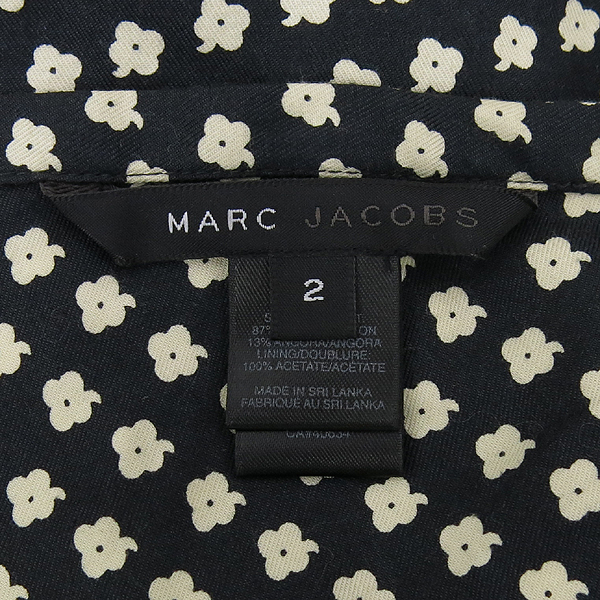 MARC JACOBS
2
87%
13% ANGORA/ANGORA
LINING/DOUBLURE:
100% ACETATE/ACETATE
MADE IN SRI LANKA
FABRIQUE AU SRI LANKA